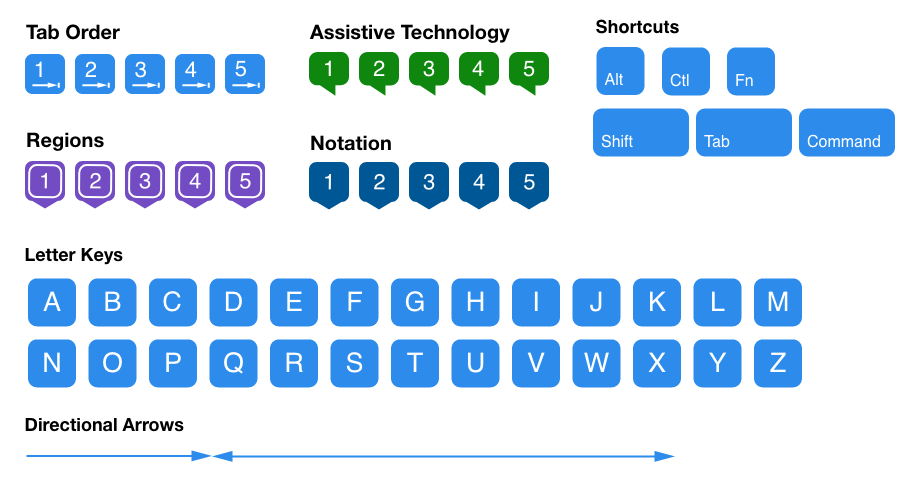 Tab Order
1 2 3 4 5
Assistive Technology
1 2 3 4 5
Shortcuts
Alt Ctl Fn
Shift Tab Command
Regions
1 2 3 4 5
Notation
1 2 3 4 5
Letter Keys
A B C D E F G H I J K L M
N O P Q R S T U V W X Y Z
Directional Arrows